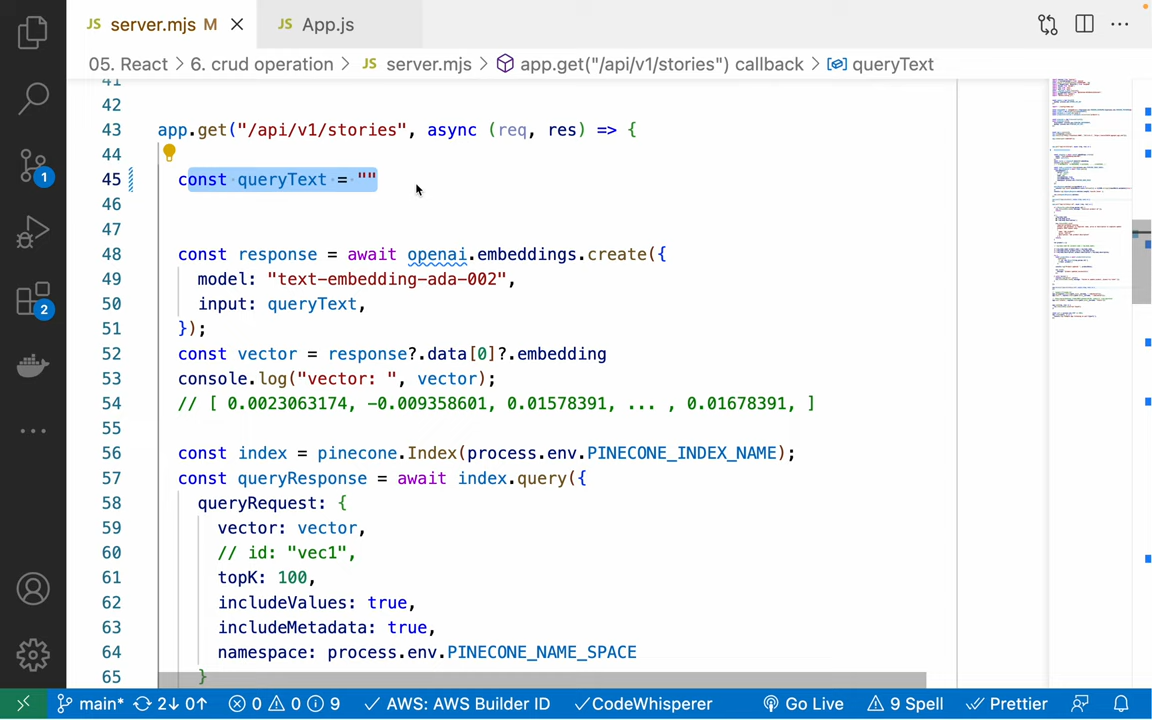 JS server.mjs M
JS App.js
05. React > 6. crud operation > JS server.mjs > app.get("/api/v1/stories") callback > queryText
41
42
43 app.get("/api/v1/stories", async (req, res) => {
44
45 const queryText = ""
46
47
48 const response = await openai.embeddings.create({
49 model: "text-embedding-ada-002",
50 input: queryText,
51 });
52 const vector = response?.data[0]?.embedding
53 console.log("vector: ", vector);
54 // [ 0.0023063174, -0.009358601, 0.01578391, ... , 0.01678391, ]
55
56 const index = pinecone.Index(process.env.PINECONE_INDEX_NAME);
57 const queryResponse = await index.query({
58 queryRequest: {
59 vector: vector,
60 // id: "vec1",
61 topK: 100,
62 includeValues: true,
63 includeMetadata: true,
64 namespace: process.env.PINECONE_NAME_SPACE
65 }
1
2
main* 2↓ 0↑ 0 0 9 AWS: AWS Builder ID CodeWhisperer Go Live 9 Spell Prettier